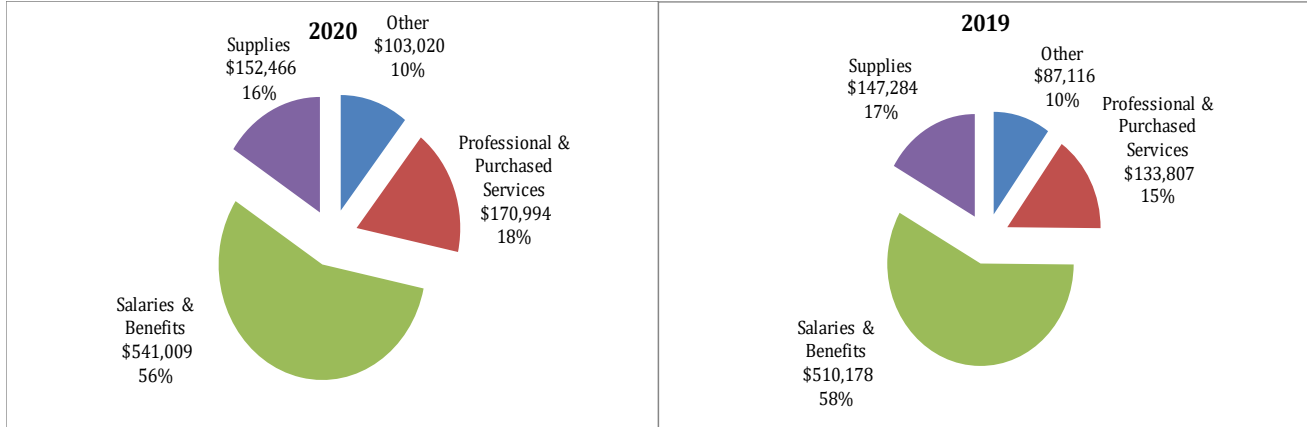 2020
Other
$103,020
10%
Supplies
$152,466
16%
Professional &
Purchased
Services
$170,994
18%
Salaries &
Benefits
$541,009
56%
2019
Other
$87,116
10%
Supplies
$147,284
17%
Professional &
Purchased
Services
$133,807
15%
Salaries &
Benefits
$510,178
58%